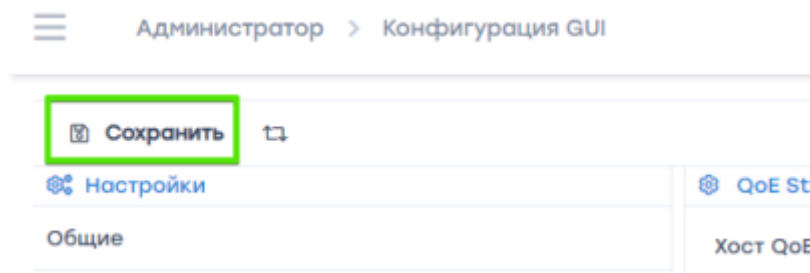 Администратор > Конфигурация GUI
Сохранить
Настройки
QoE St
Общие
Хост QoE